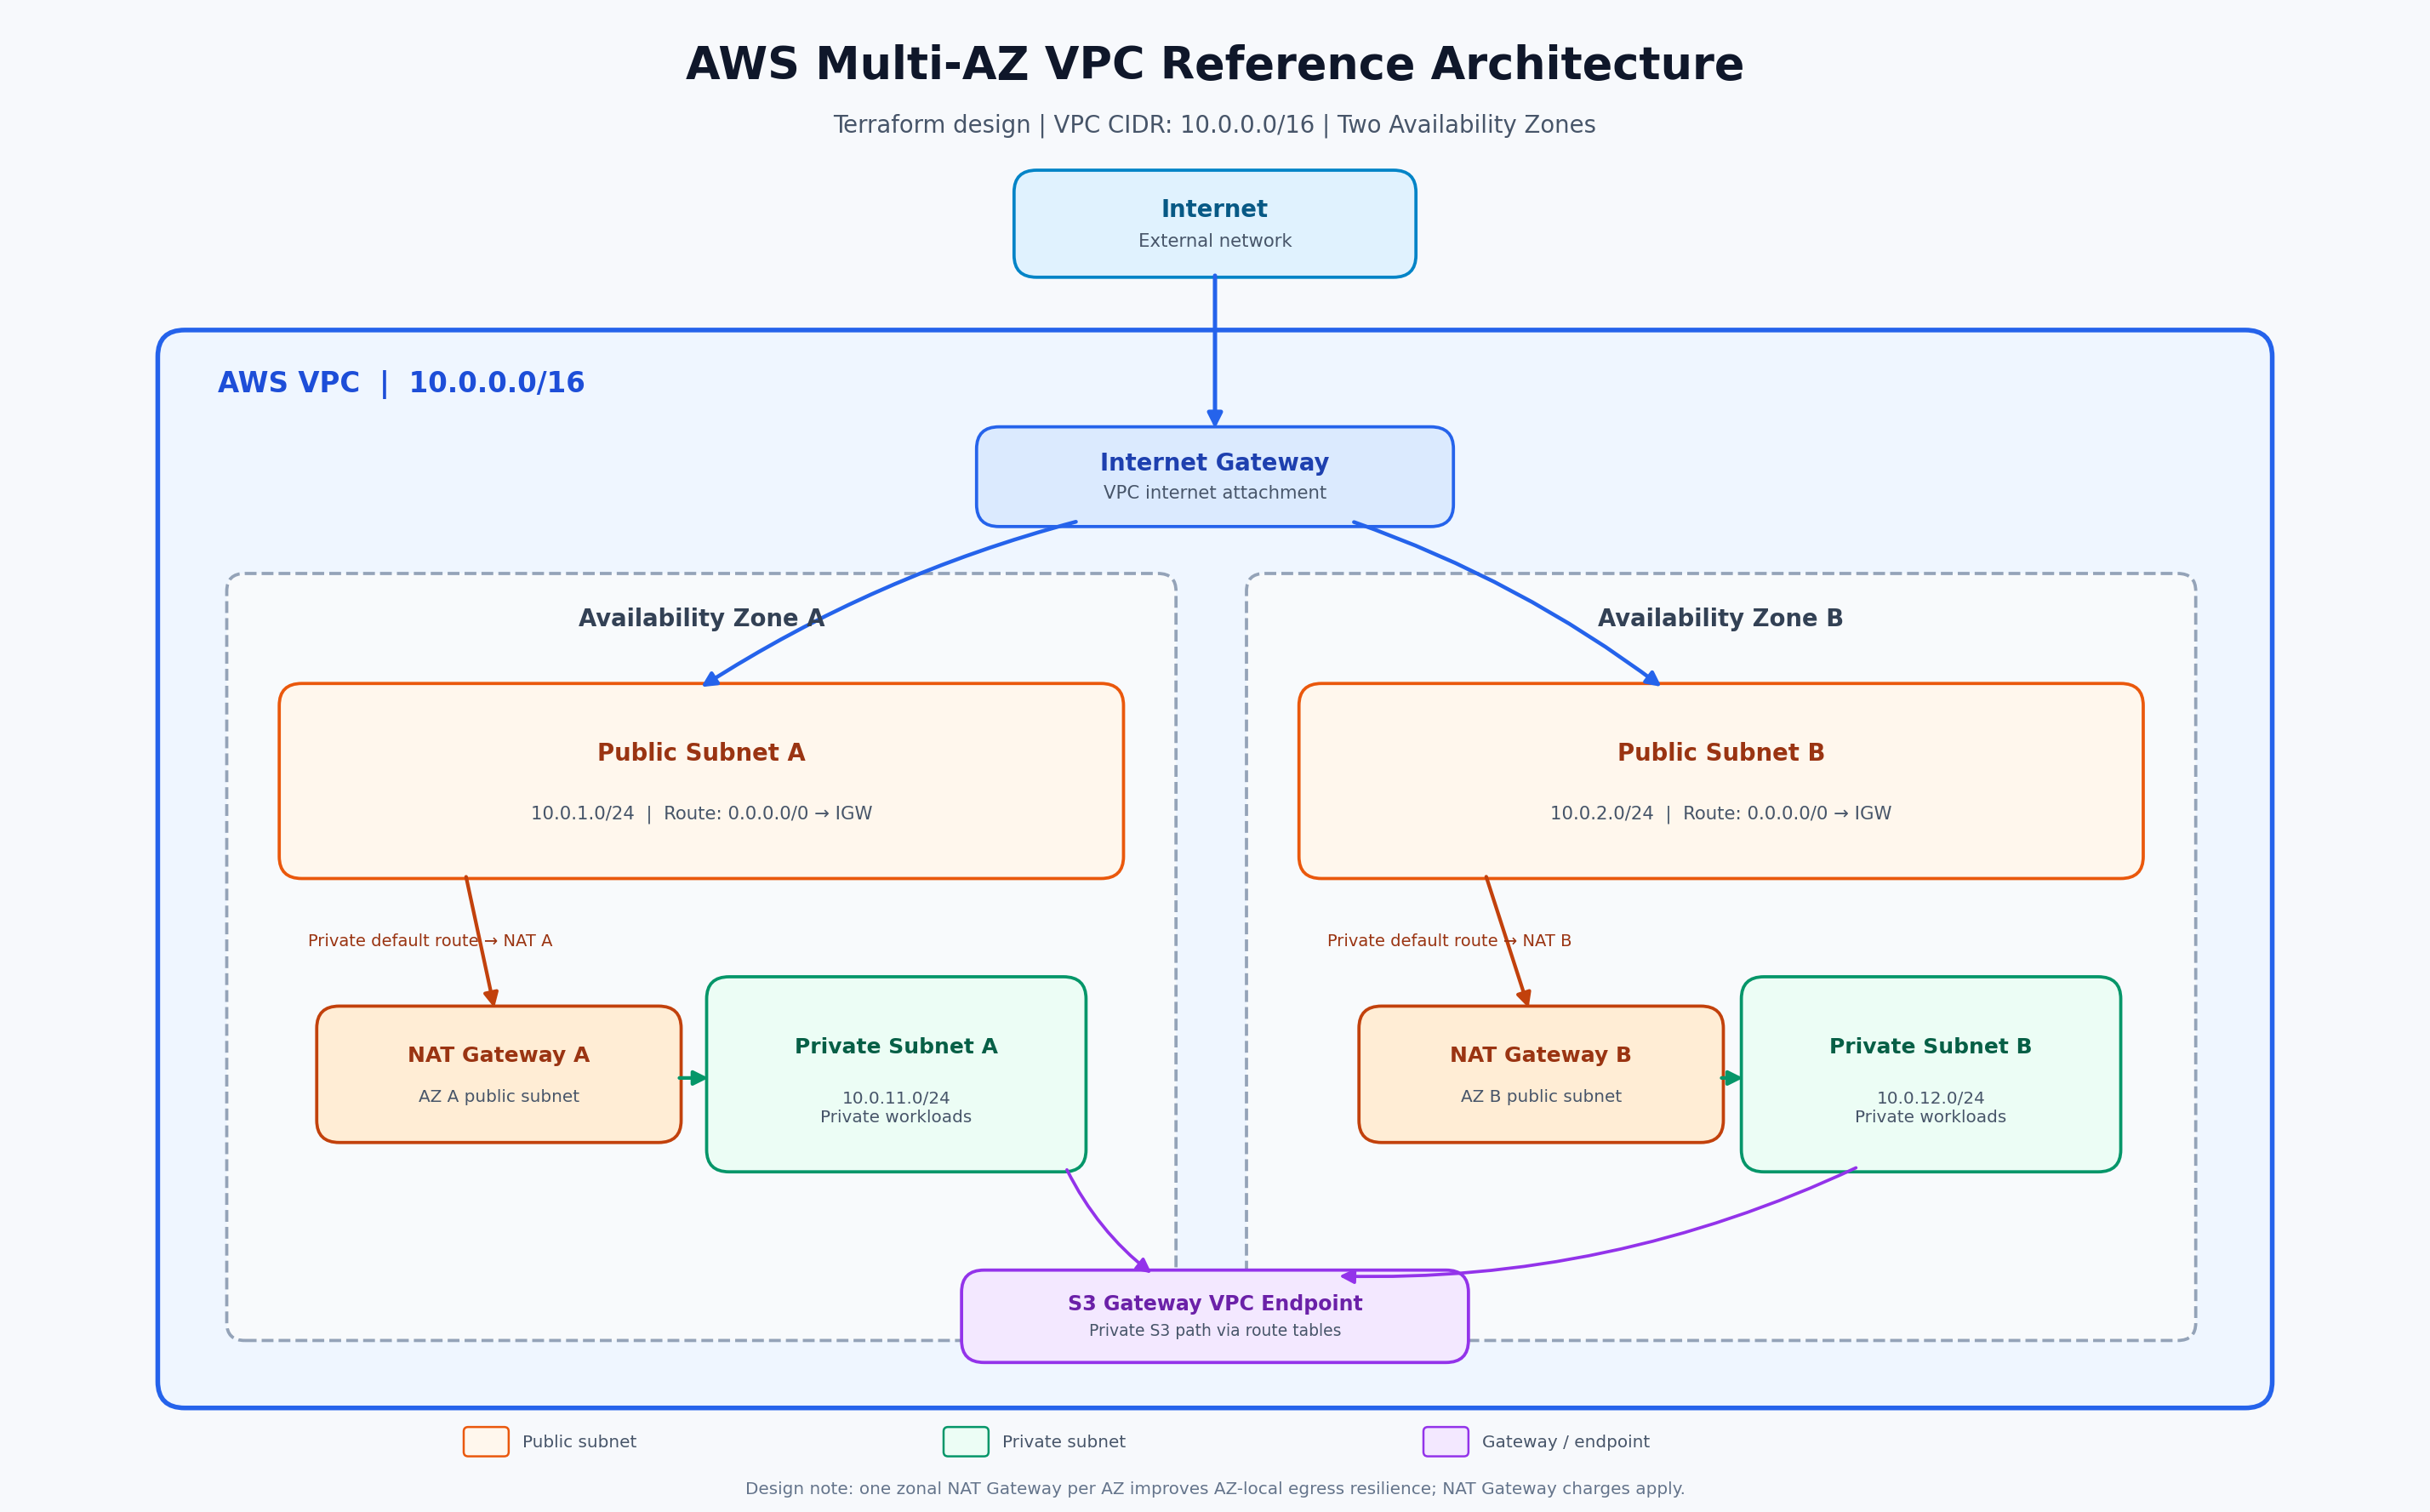 AWS Multi-AZ VPC Reference Architecture
Terraform design | VPC CIDR: 10.0.0.0/16 | Two Availability Zones
Internet
External network
AWS VPC | 10.0.0.0/16
Internet Gateway
VPC internet attachment
Availability Zone A
Availability Zone B
Public Subnet A
10.0.1.0/24 | Route: 0.0.0.0/0 → IGW
Public Subnet B
10.0.2.0/24 | Route: 0.0.0.0/0 → IGW
Private default route → NAT A
Private default route → NAT B
NAT Gateway A
AZ A public subnet
Private Subnet A
10.0.11.0/24
Private workloads
NAT Gateway B
AZ B public subnet
Private Subnet B
10.0.12.0/24
Private workloads
S3 Gateway VPC Endpoint
Private S3 path via route tables
Public subnet
Private subnet
Gateway / endpoint
Design note: one zonal NAT Gateway per AZ improves AZ-local egress resilience; NAT Gateway charges apply.